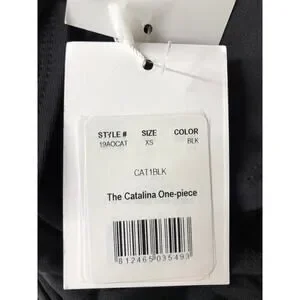 STYLE # SIZE COLOR
19AOCAT XS BLK
CAT1BLK
The Catalina One-piece
812465035493